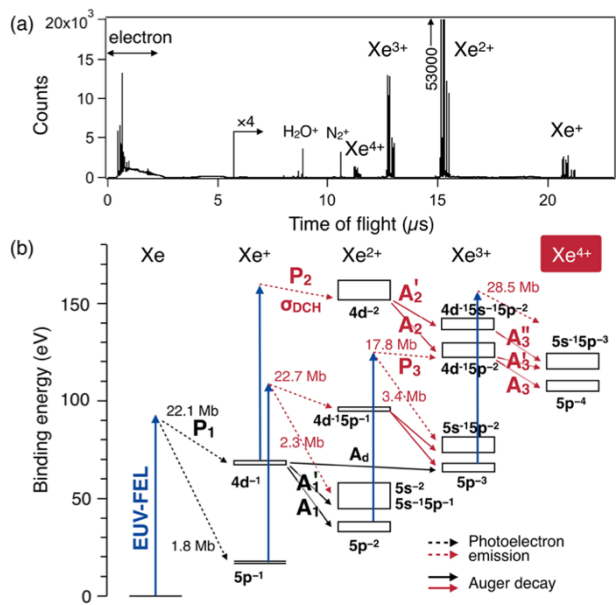 (a)
20x10³
15
10
5
0
Counts
electron
×4
H₂O⁺
N₂⁺
Xe⁴⁺
Xe³⁺
53000
Xe²⁺
Xe⁺
0 5 10 15 20
Time of flight (μs)
(b)
Xe Xe⁺ Xe²⁺ Xe³⁺ Xe⁴⁺
Binding energy (eV)
150
100
50
0
EUV-FEL
22.1 Mb
P₁
1.8 Mb
4d⁻¹
5p⁻¹
P₂
σDCH
4d⁻²
22.7 Mb
2.3 Mb
4d⁻¹5p⁻¹
A_d
A₁'
A₁
5s⁻²
5s⁻¹5p⁻¹
5p⁻²
A₂'
A₂
17.8 Mb
P₃
3.4 Mb
4d⁻¹5s⁻¹5p⁻²
4d⁻¹5p⁻²
5s⁻¹5p⁻²
5p⁻³
28.5 Mb
A₃''
A₃'
A₃
5s⁻¹5p⁻³
5p⁻⁴
Photoelectron
emission
Auger decay